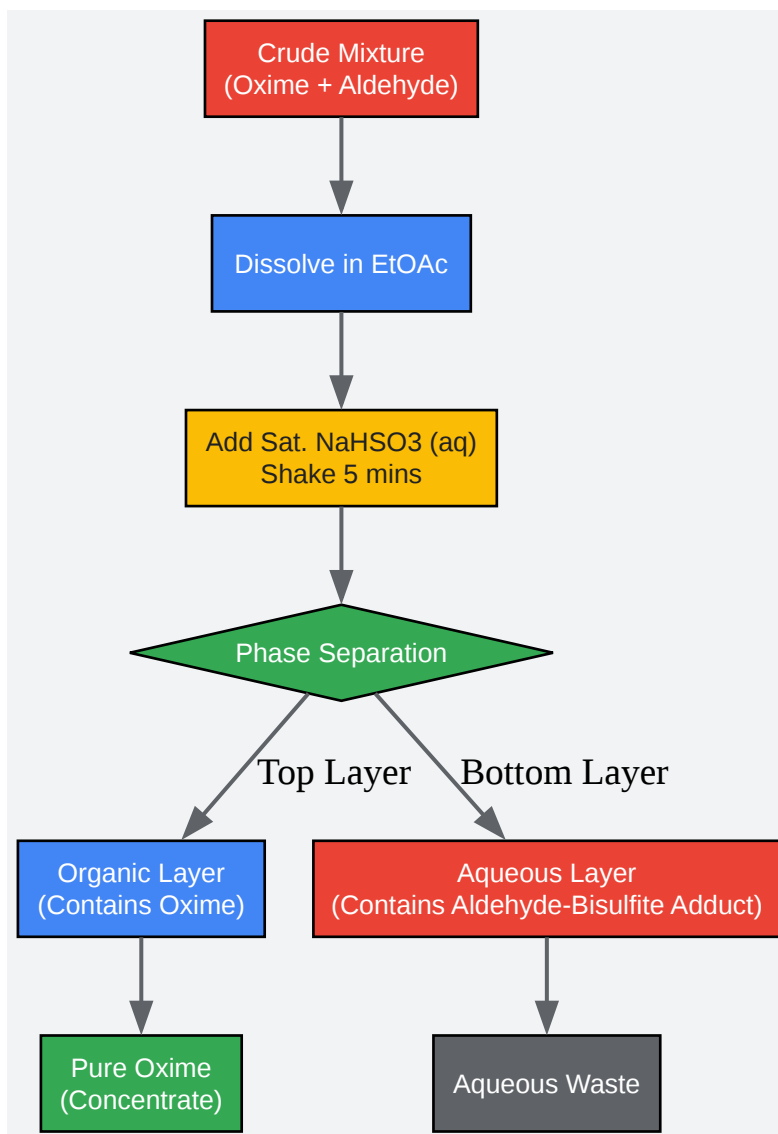 Crude Mixture
(Oxime + Aldehyde)
Dissolve in EtOAc
Add Sat. NaHSO3 (aq)
Shake 5 mins
Phase Separation
Top Layer
Bottom Layer
Organic Layer
(Contains Oxime)
Aqueous Layer
(Contains Aldehyde-Bisulfite Adduct)
Pure Oxime
(Concentrate)
Aqueous Waste